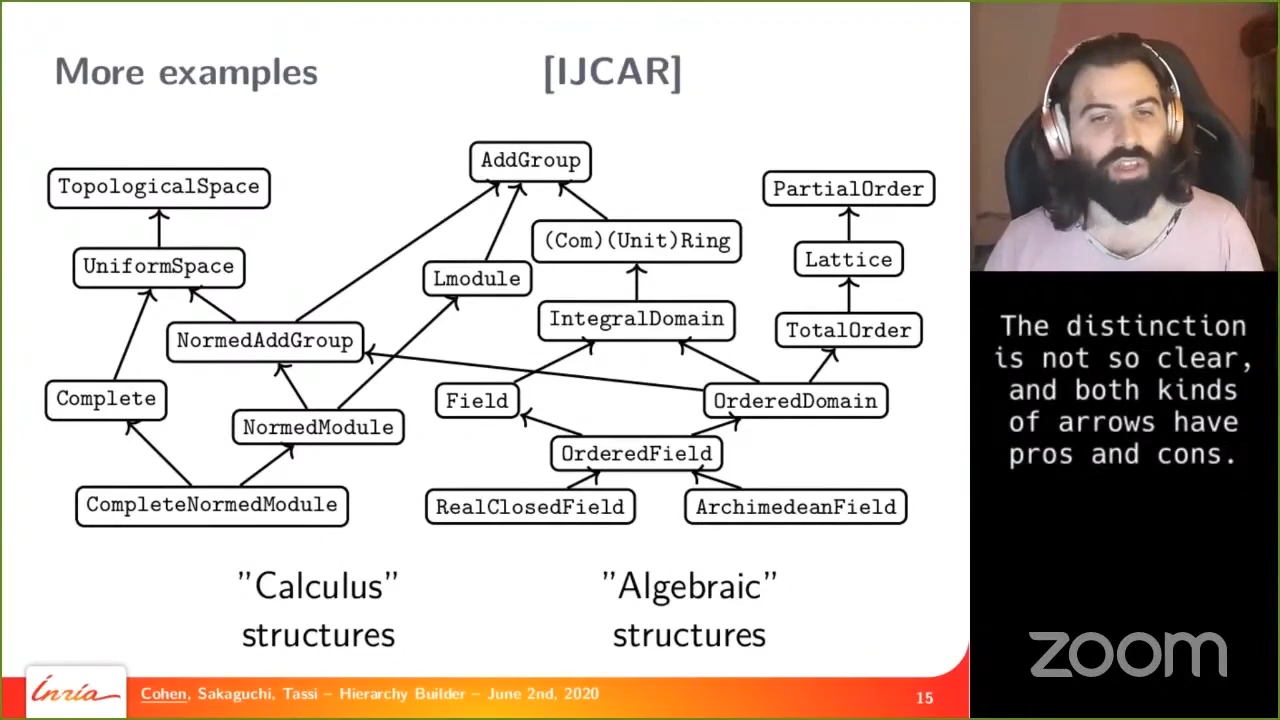 More examples [IJCAR]
AddGroup
TopologicalSpace
PartialOrder
(Com)(Unit)Ring
UniformSpace
Lattice
Lmodule
IntegralDomain
NormedAddGroup
TotalOrder
Complete
Field
OrderedDomain
NormedModule
OrderedField
CompleteNormedModule
RealClosedField
ArchimedeanField
"Calculus"
structures
"Algebraic"
structures
Inria
Cohen, Sakaguchi, Tassi – Hierarchy Builder – June 2nd, 2020
15
The distinction
is not so clear,
and both kinds
of arrows have
pros and cons.
zoom